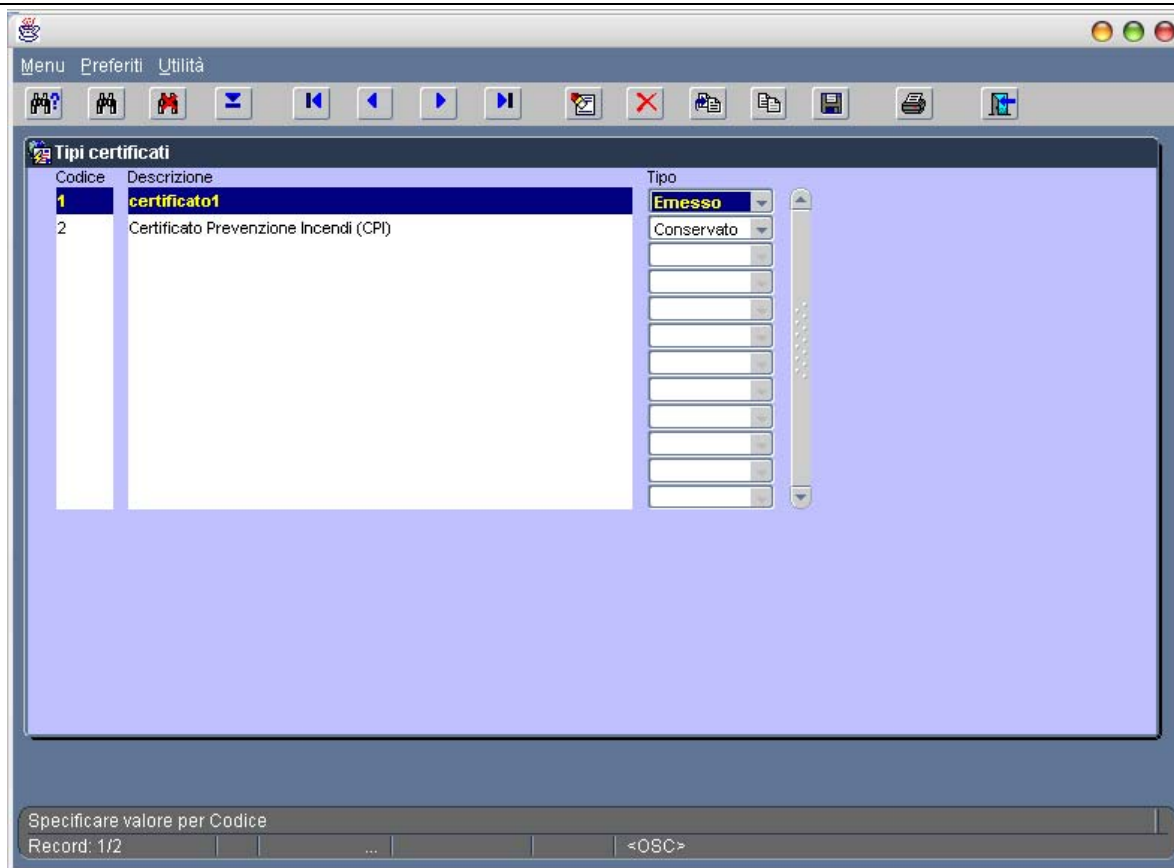 Menu Preferiti Utilità
Tipi certificati
Codice Descrizione Tipo
1 certificato1 Emesso
2 Certificato Prevenzione Incendi (CPI) Conservato
Specificare valore per Codice
Record: 1/2 ... <OSC>